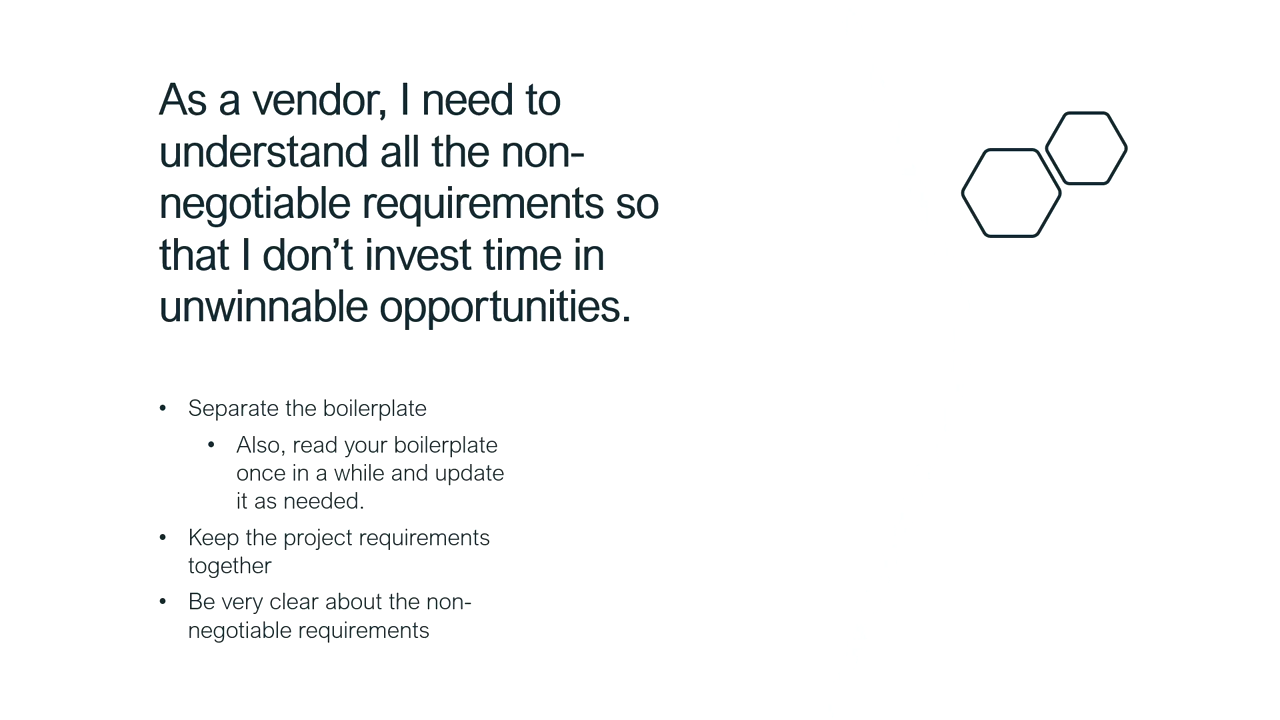 As a vendor, I need to
understand all the non-
negotiable requirements so
that I don’t invest time in
unwinnable opportunities.
• Separate the boilerplate
• Also, read your boilerplate
once in a while and update
it as needed.
• Keep the project requirements
together
• Be very clear about the non-
negotiable requirements